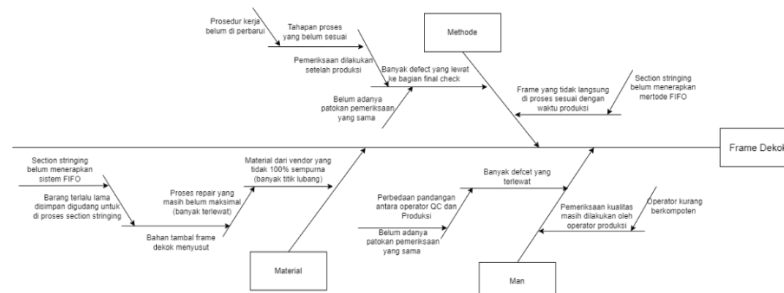 Prosedur kerja
belum di perbarui
Tahapan proses
yang belum sesuai
Methode
Pemeriksaan dilakukan
setelah produksi
Banyak defect yang lewat
ke bagian final check
Belum adanya
patokan pemeriksaan
yang sama
Frame yang tidak langsung
di proses sesuai dengan
waktu produksi
Section stringing
belum menerapkan
mertode FIFO
Frame Dekok
Section stringing
belum menerapkan
sistem FIFO
Barang terlalu lama
disimpan digudang untuk
di proses section stringing
Material dari vendor yang
tidak 100% sempurna
(banyak titik lubang)
Proses repair yang
masih belum maksimal
(banyak terlewat)
Bahan tambal frame
dekok menyusut
Material
Banyak defcet yang
terlewat
Perbedaan pandangan
antara operator QC dan
Produksi
Belum adanya
patokan pemeriksaan
yang sama
Pemeriksaan kualitas
masih dilakukan oleh
operator produksi
Operator kurang
berkompoten
Man